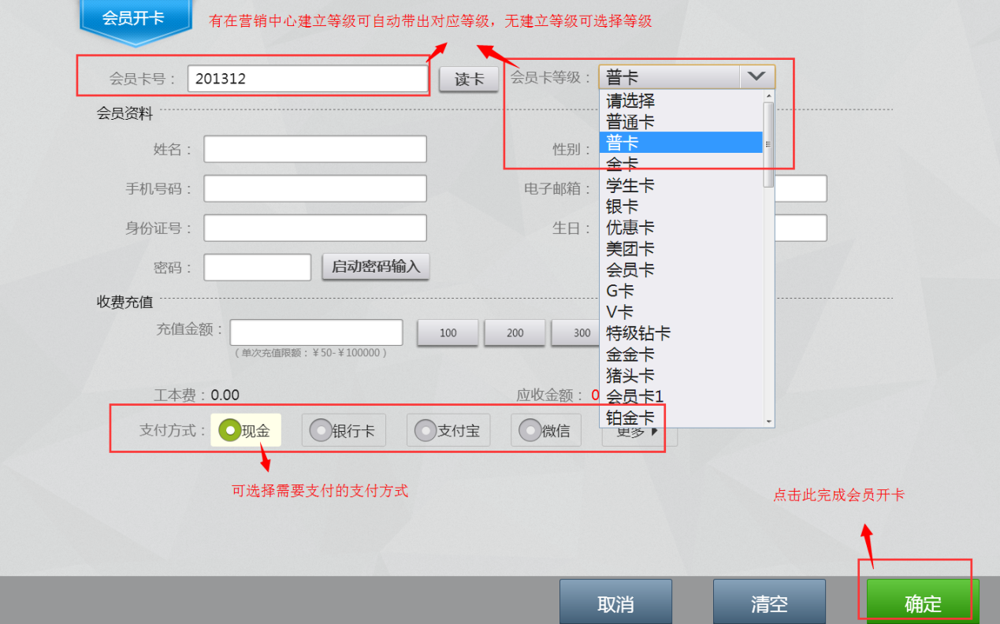 会员开卡
有在营销中心建立等级可自动带出对应等级，无建立等级可选择等级
会员卡号： 201312 读卡 会员卡等级： 普卡
请选择
会员资料
普通卡
姓名： 性别： 普卡
金卡
手机号码： 电子邮箱： 学生卡
银卡
身份证号： 生日： 优惠卡
美团卡
密码： 启动密码输入 会员卡
G卡
收费充值
V卡
充值金额： 100 200 300 特级钻卡
（单次充值限额：￥50-￥100000） 金金卡
猪头卡
工本费：0.00 应收金额： 0 会员卡1
铂金卡
支付方式： 现金 银行卡 支付宝 微信 更多
可选择需要支付的支付方式
点击此完成会员开卡
取消 清空 确定